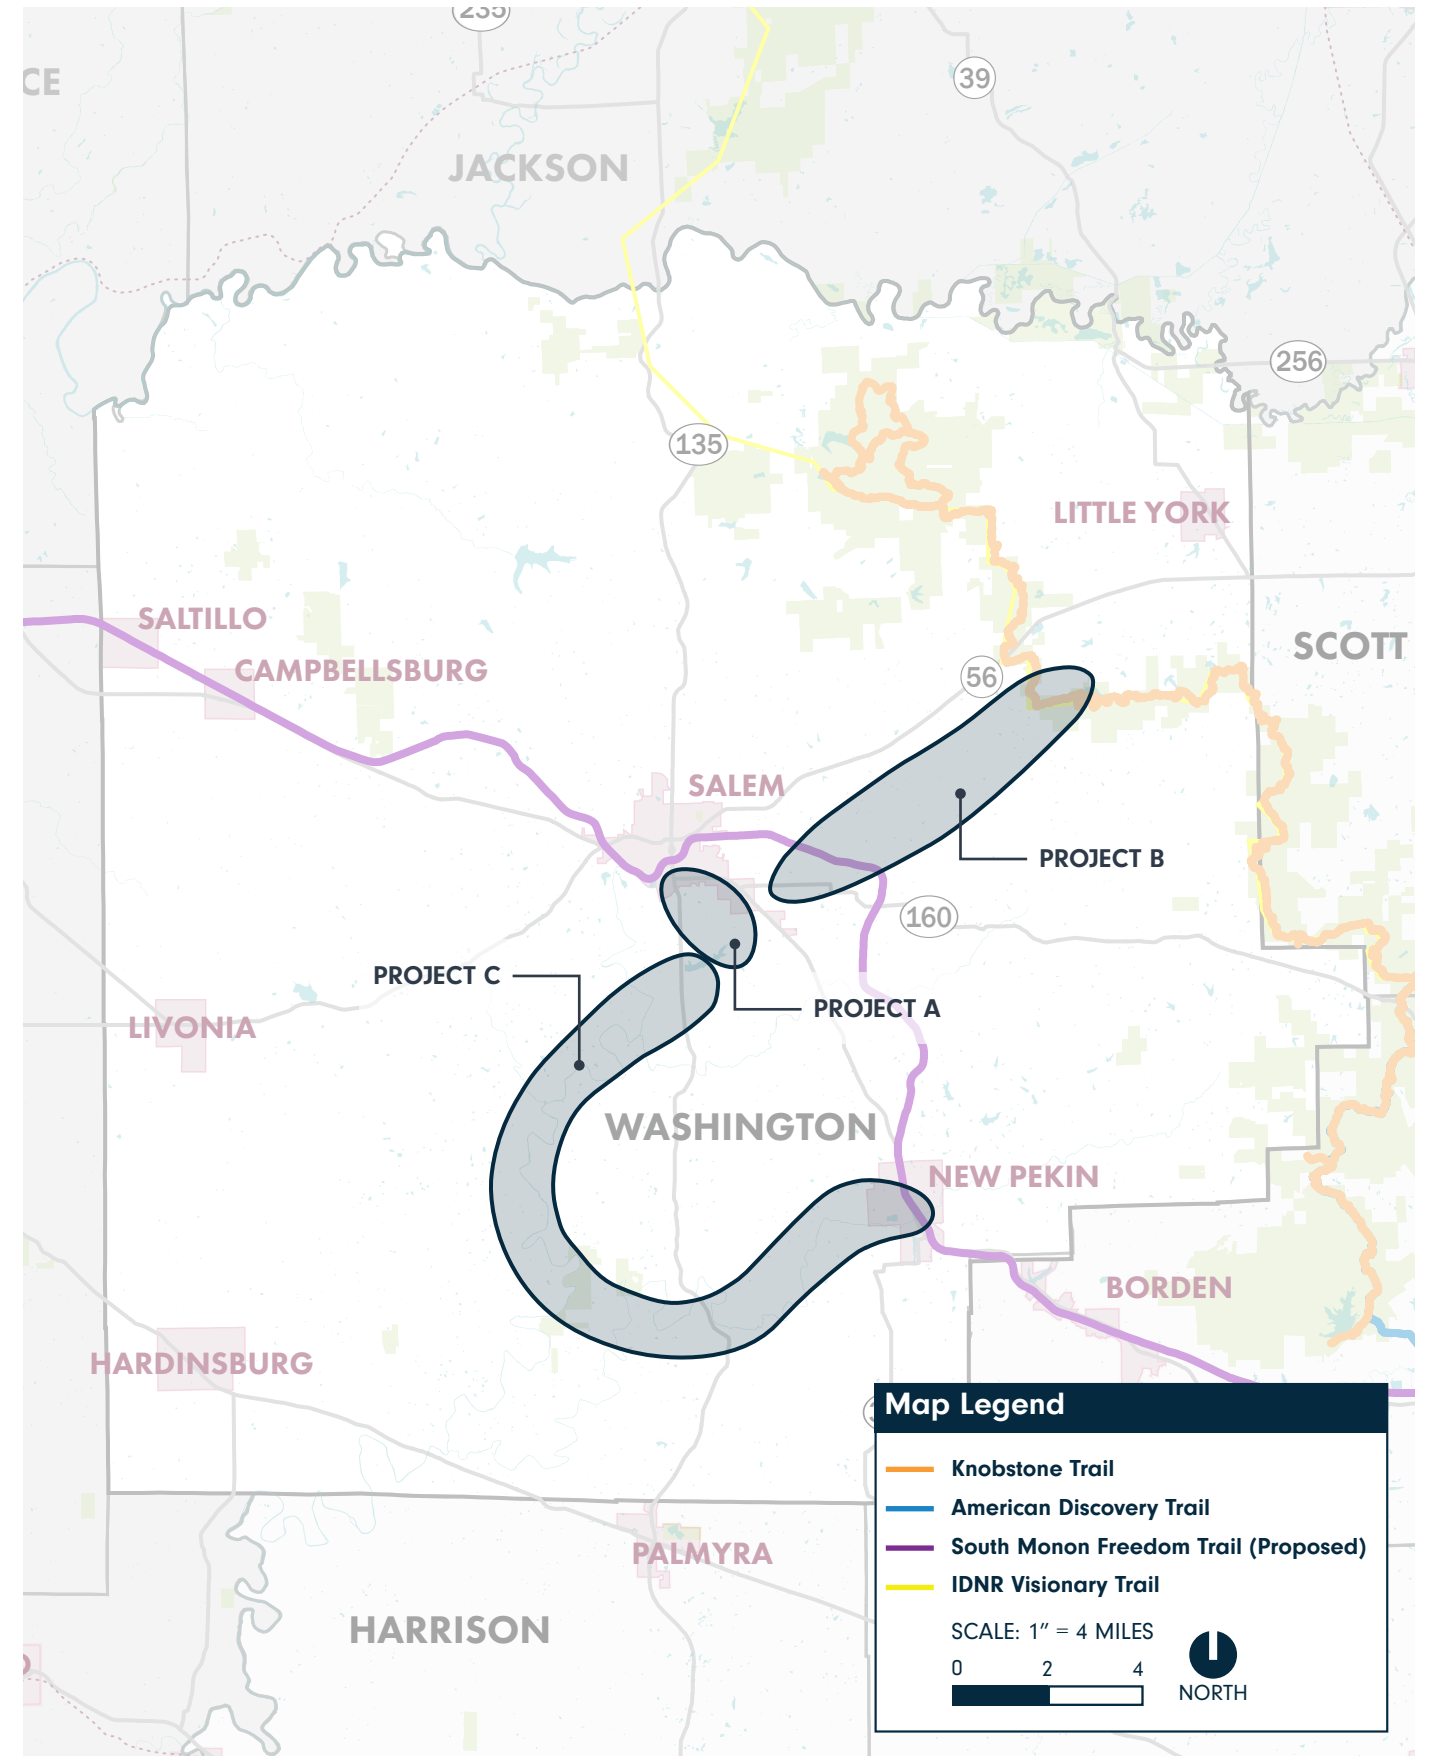 235
CE
39
JACKSON
256
135
LITTLE YORK
SALTILLO
SCOTT
CAMPBELLSBURG
56
SALEM
PROJECT B
160
PROJECT C
PROJECT A
LIVONIA
WASHINGTON
NEW PEKIN
BORDEN
HARDINSBURG
Map Legend
Knobstone Trail
American Discovery Trail
South Monon Freedom Trail (Proposed)
IDNR Visionary Trail
PALMYRA
HARRISON
SCALE: 1” = 4 MILES
0 2 4
NORTH